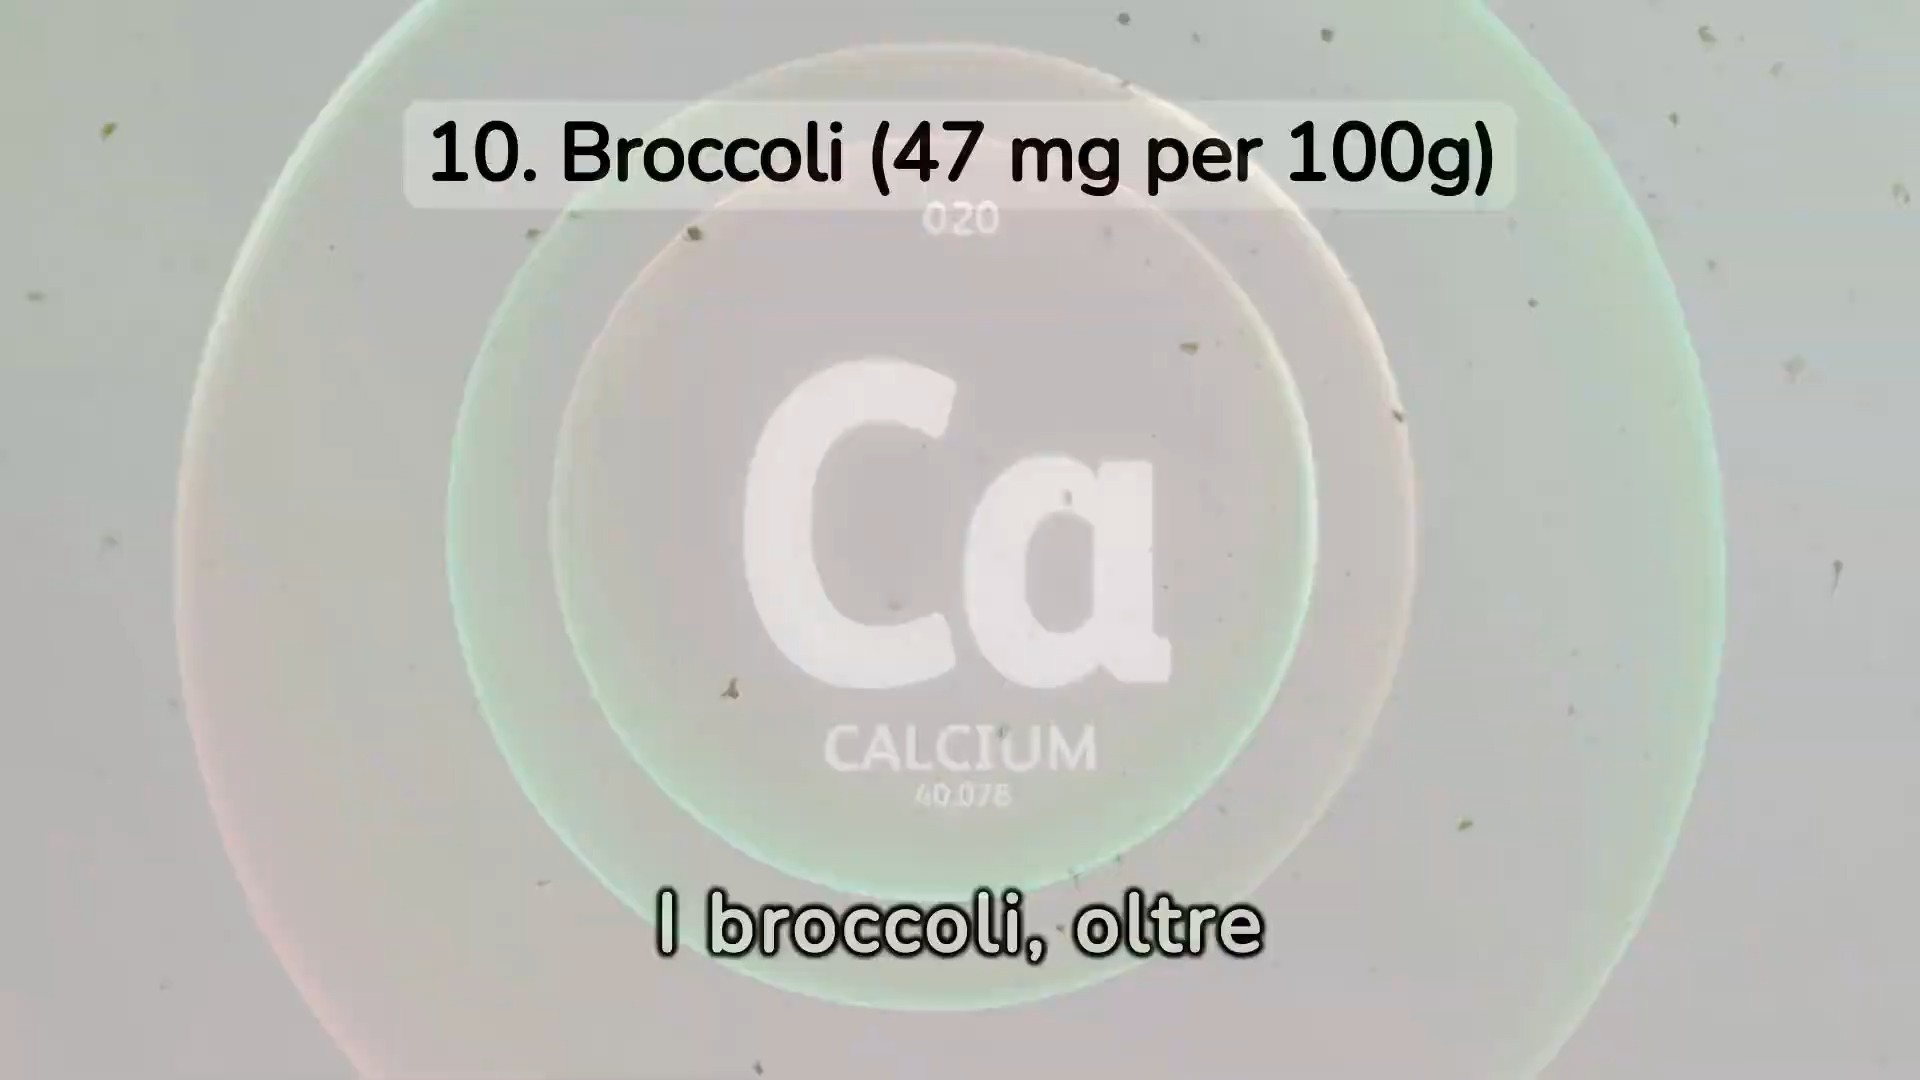 10. Broccoli (47 mg per 100g)
020
Ca
CALCIUM
40.078
I broccoli, oltre